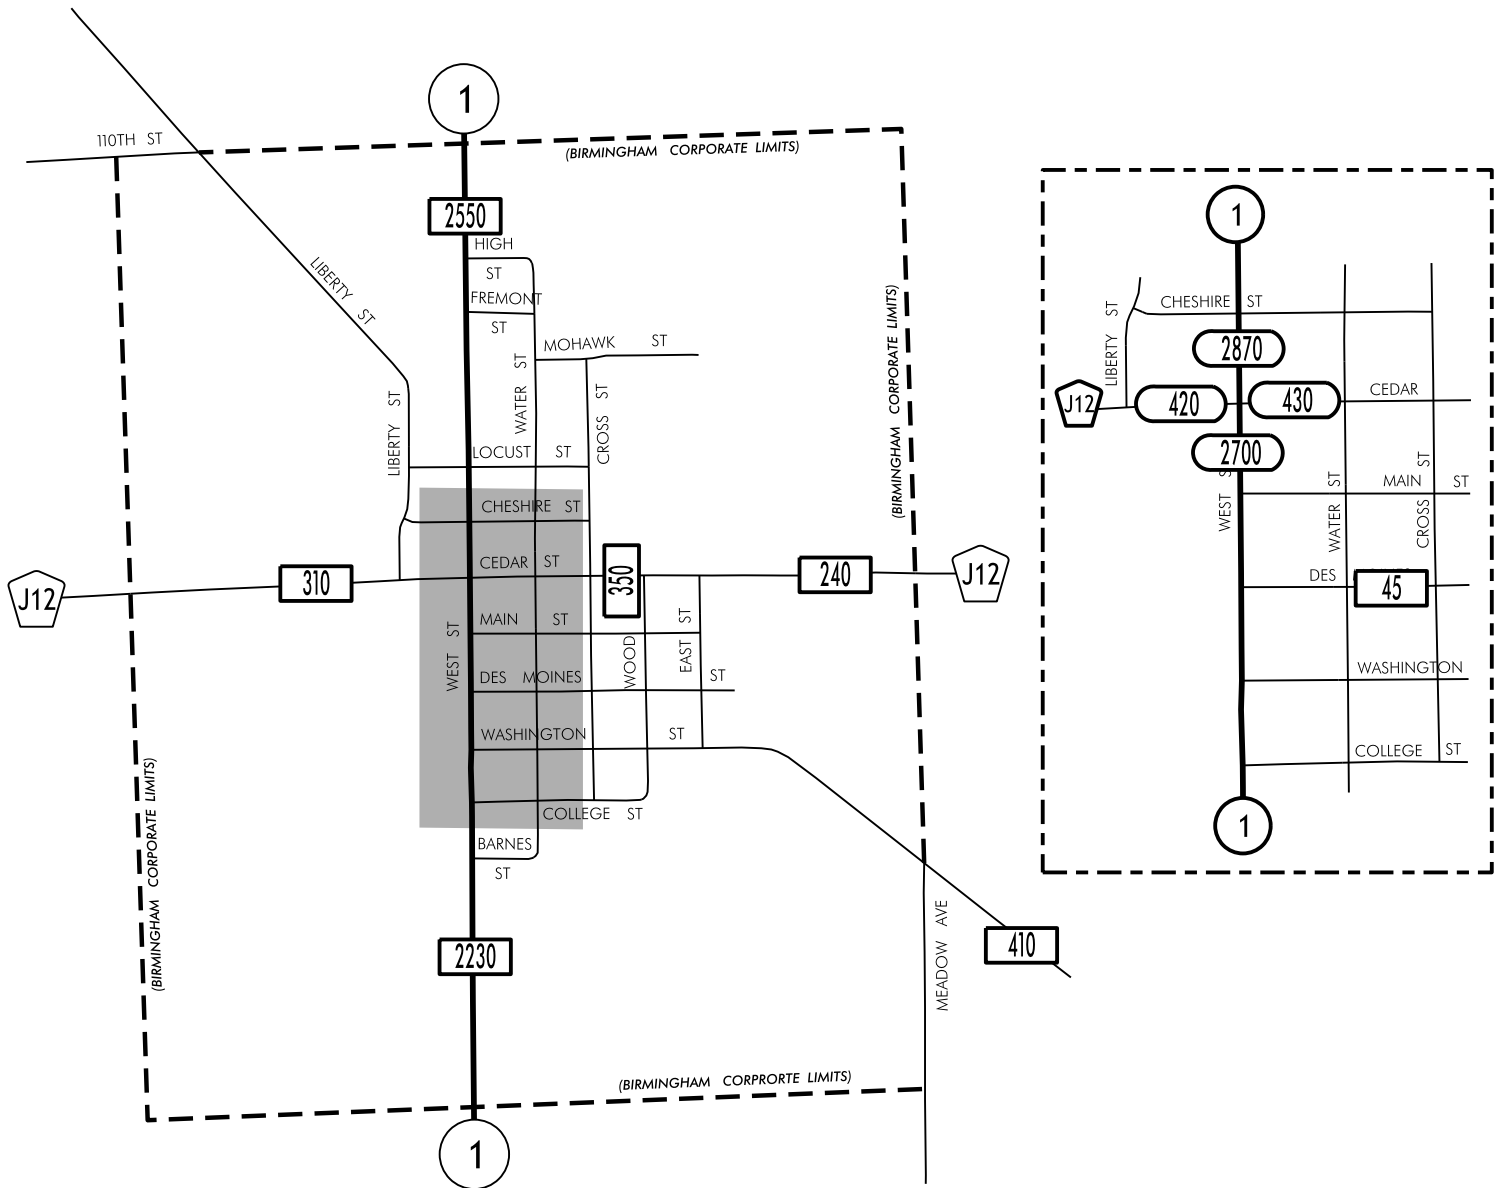 110TH ST
1
(BIRMINGHAM CORPORATE LIMITS)
2550
HIGH
ST
FREMONT
ST
LIBERTY ST
MOHAWK ST
WATER ST
CROSS ST
LIBERTY ST
(BIRMINGHAM CORPORATE LIMITS)
LOCUST ST
CHESHIRE ST
CEDAR ST
350
240
310
J12
J12
MAIN ST
WEST ST
WOOD
EAST ST
DES MOINES ST
WASHINGTON ST
COLLEGE ST
BARNES
ST
(BIRMINGHAM CORPORATE LIMITS)
2230
MEADOW AVE
410
(BIRMINGHAM CORPRORTE LIMITS)
1
1
CHESHIRE ST
LIBERTY ST
2870
J12
420
430
CEDAR
2700
WEST S
MAIN ST
WATER ST
CROSS ST
DES
45
WASHINGTON
COLLEGE ST
1